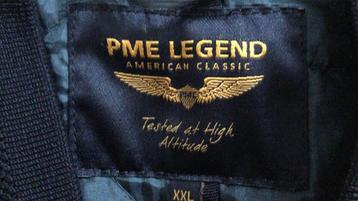 PME LEGEND
AMERICAN CLASSIC
PME
Tested at High
Altitude
XXL